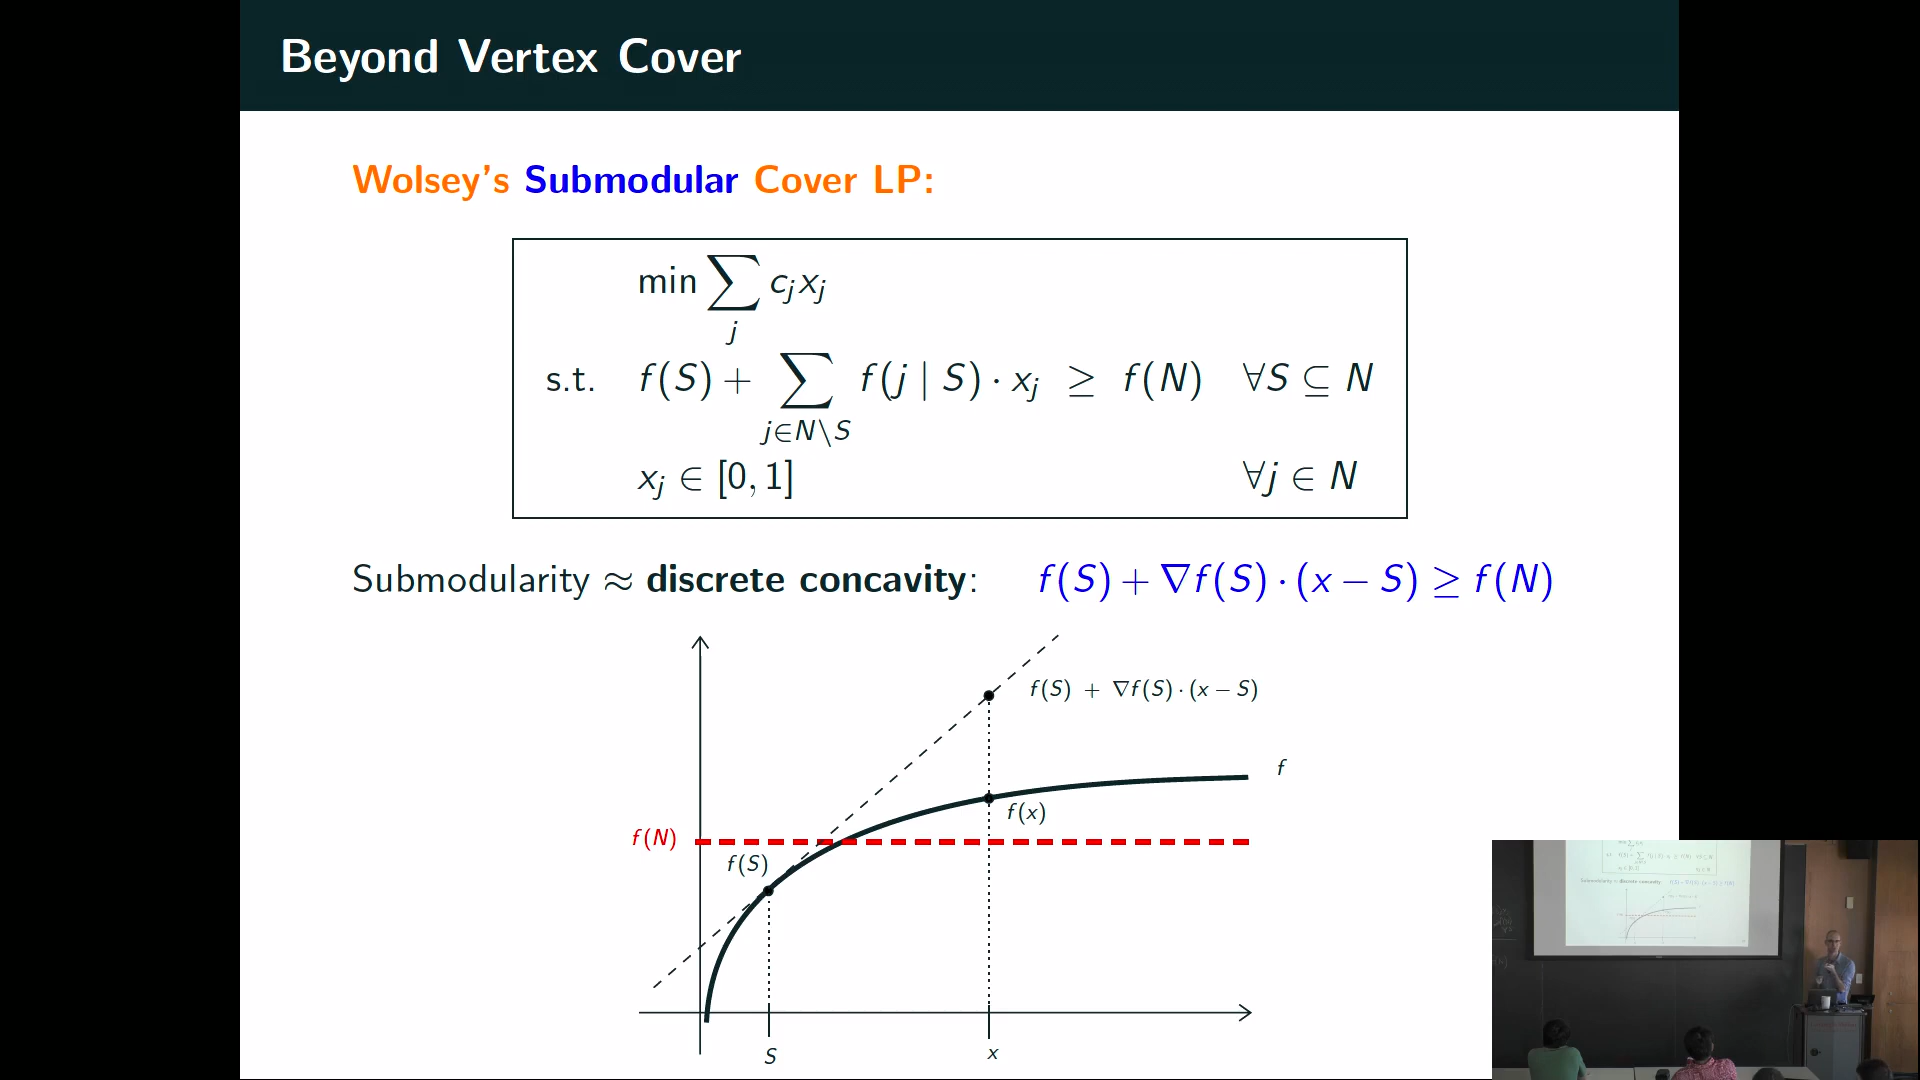 Beyond Vertex Cover
Wolsey's Submodular Cover LP:
min ∑_j c_j x_j
s.t. f(S) + ∑_{j∈N\S} f(j | S) · x_j ≥ f(N) ∀S ⊆ N
x_j ∈ [0, 1] ∀j ∈ N
Submodularity ≈ discrete concavity: f(S) + ∇f(S) · (x − S) ≥ f(N)
f(S) + ∇f(S) · (x − S)
f
f(x)
f(N)
f(S)
S
x